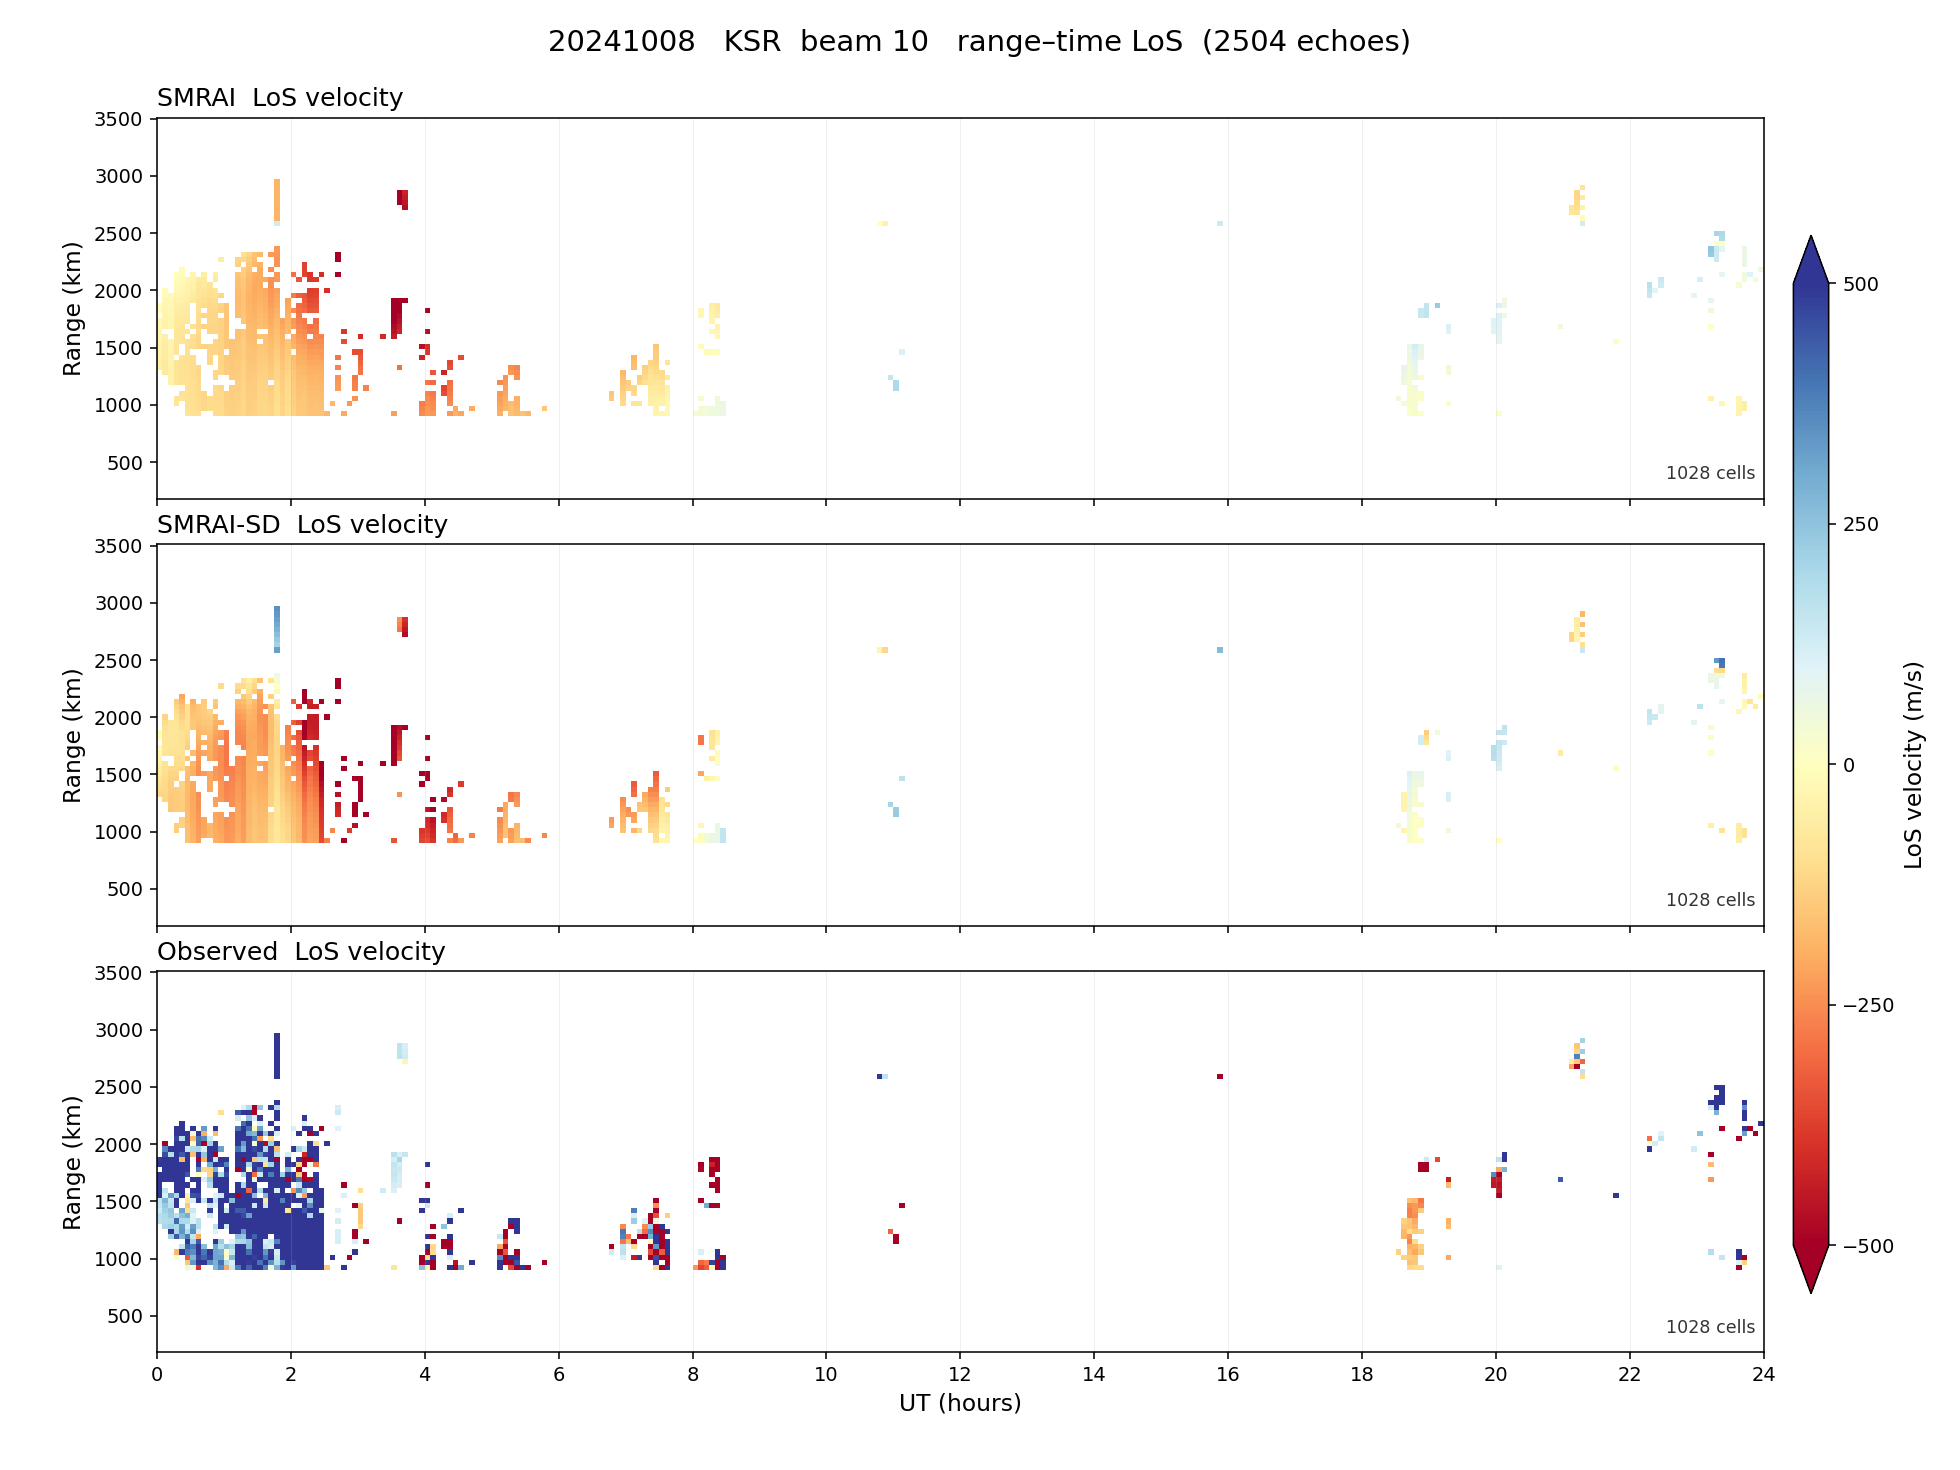 20241008   KSR  beam 10   range–time LoS  (2504 echoes)
SMRAI  LoS velocity
3500
3000
2500
2000
1500
1000
500
Range (km)
1028 cells
SMRAI-SD  LoS velocity
3500
3000
2500
2000
1500
1000
500
Range (km)
1028 cells
Observed  LoS velocity
3500
3000
2500
2000
1500
1000
500
Range (km)
1028 cells
0 2 4 6 8 10 12 14 16 18 20 22 24
UT (hours)
500
250
0
−250
−500
LoS velocity (m/s)